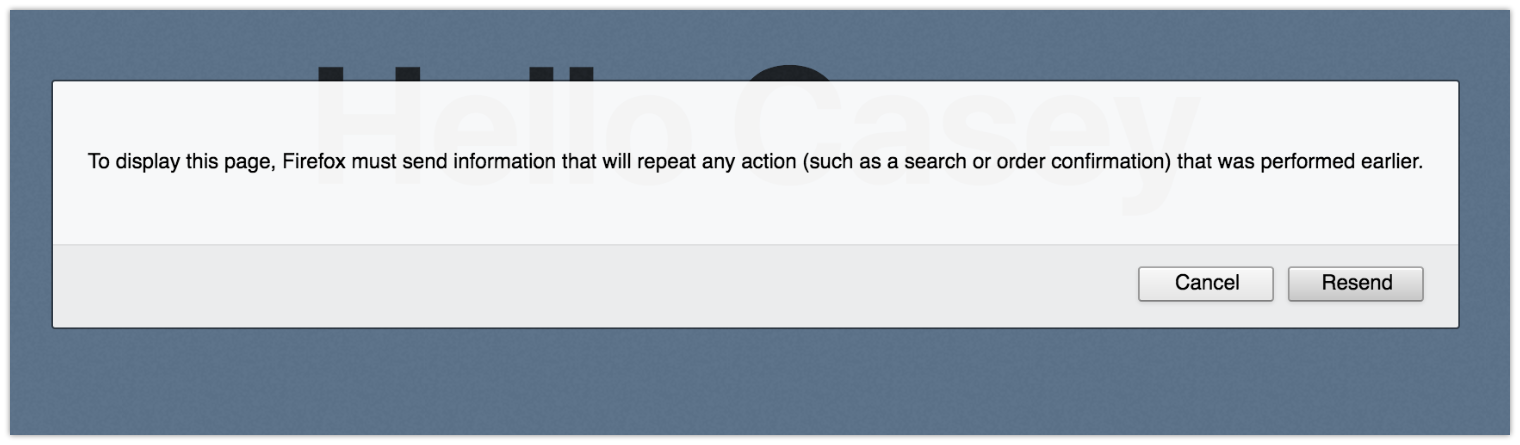 Hello Casey
To display this page, Firefox must send information that will repeat any action (such as a search or order confirmation) that was performed earlier.
Cancel Resend